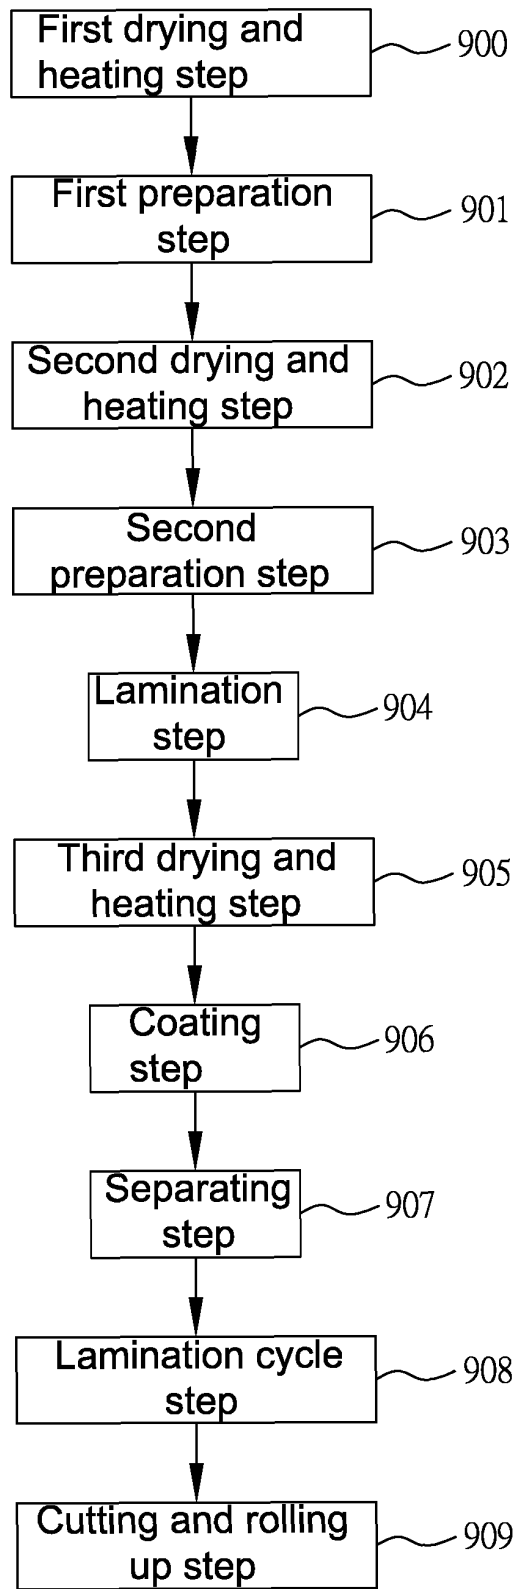 First drying and
heating step
900
First preparation
step
901
Second drying and
heating step
902
Second
preparation step
903
Lamination
step
904
Third drying and
heating step
905
Coating
step
906
Separating
step
907
Lamination cycle
step
908
Cutting and rolling
up step
909